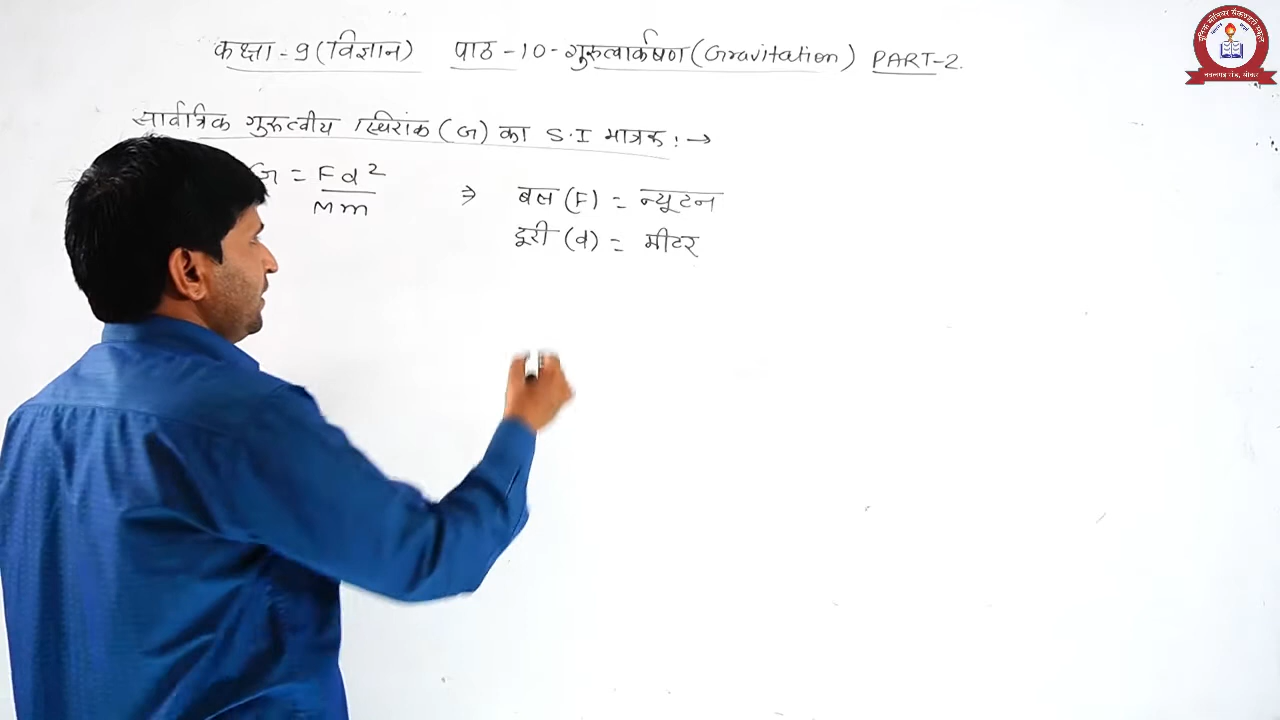 कक्षा - 9 (विज्ञान) पाठ - 10 - गुरुत्वाकर्षण (Gravitation) PART-2.
सार्वत्रिक गुरुत्वीय स्थिरांक (G) का S.I मात्रक :→
G = Fd²
Mm
⇒ बल (F) = न्यूटन
दूरी (d) = मीटर